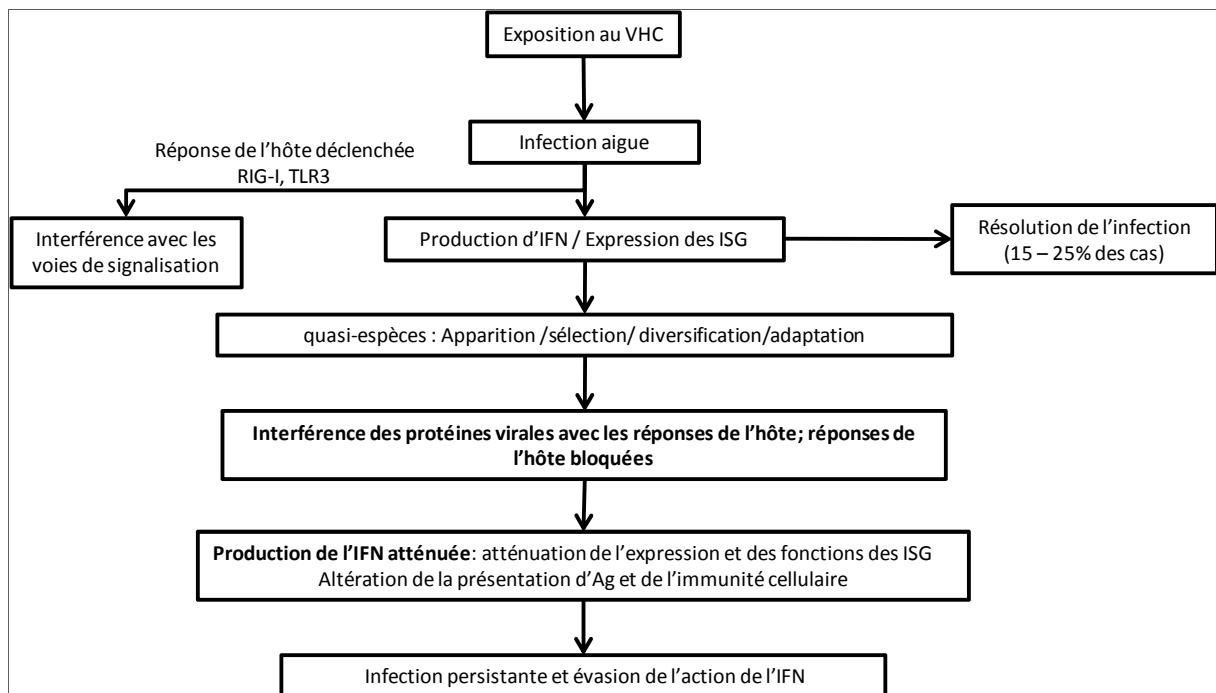 Exposition au VHC
Infection aigue
Réponse de l'hôte déclenchée
RIG-I, TLR3
Interférence avec les
voies de signalisation
Production d'IFN / Expression des ISG
Résolution de l'infection
(15 – 25% des cas)
quasi-espèces : Apparition /sélection/ diversification/adaptation
Interférence des protéines virales avec les réponses de l'hôte; réponses de
l'hôte bloquées
Production de l'IFN atténuée: atténuation de l'expression et des fonctions des ISG
Altération de la présentation d'Ag et de l'immunité cellulaire
Infection persistante et évasion de l'action de l'IFN